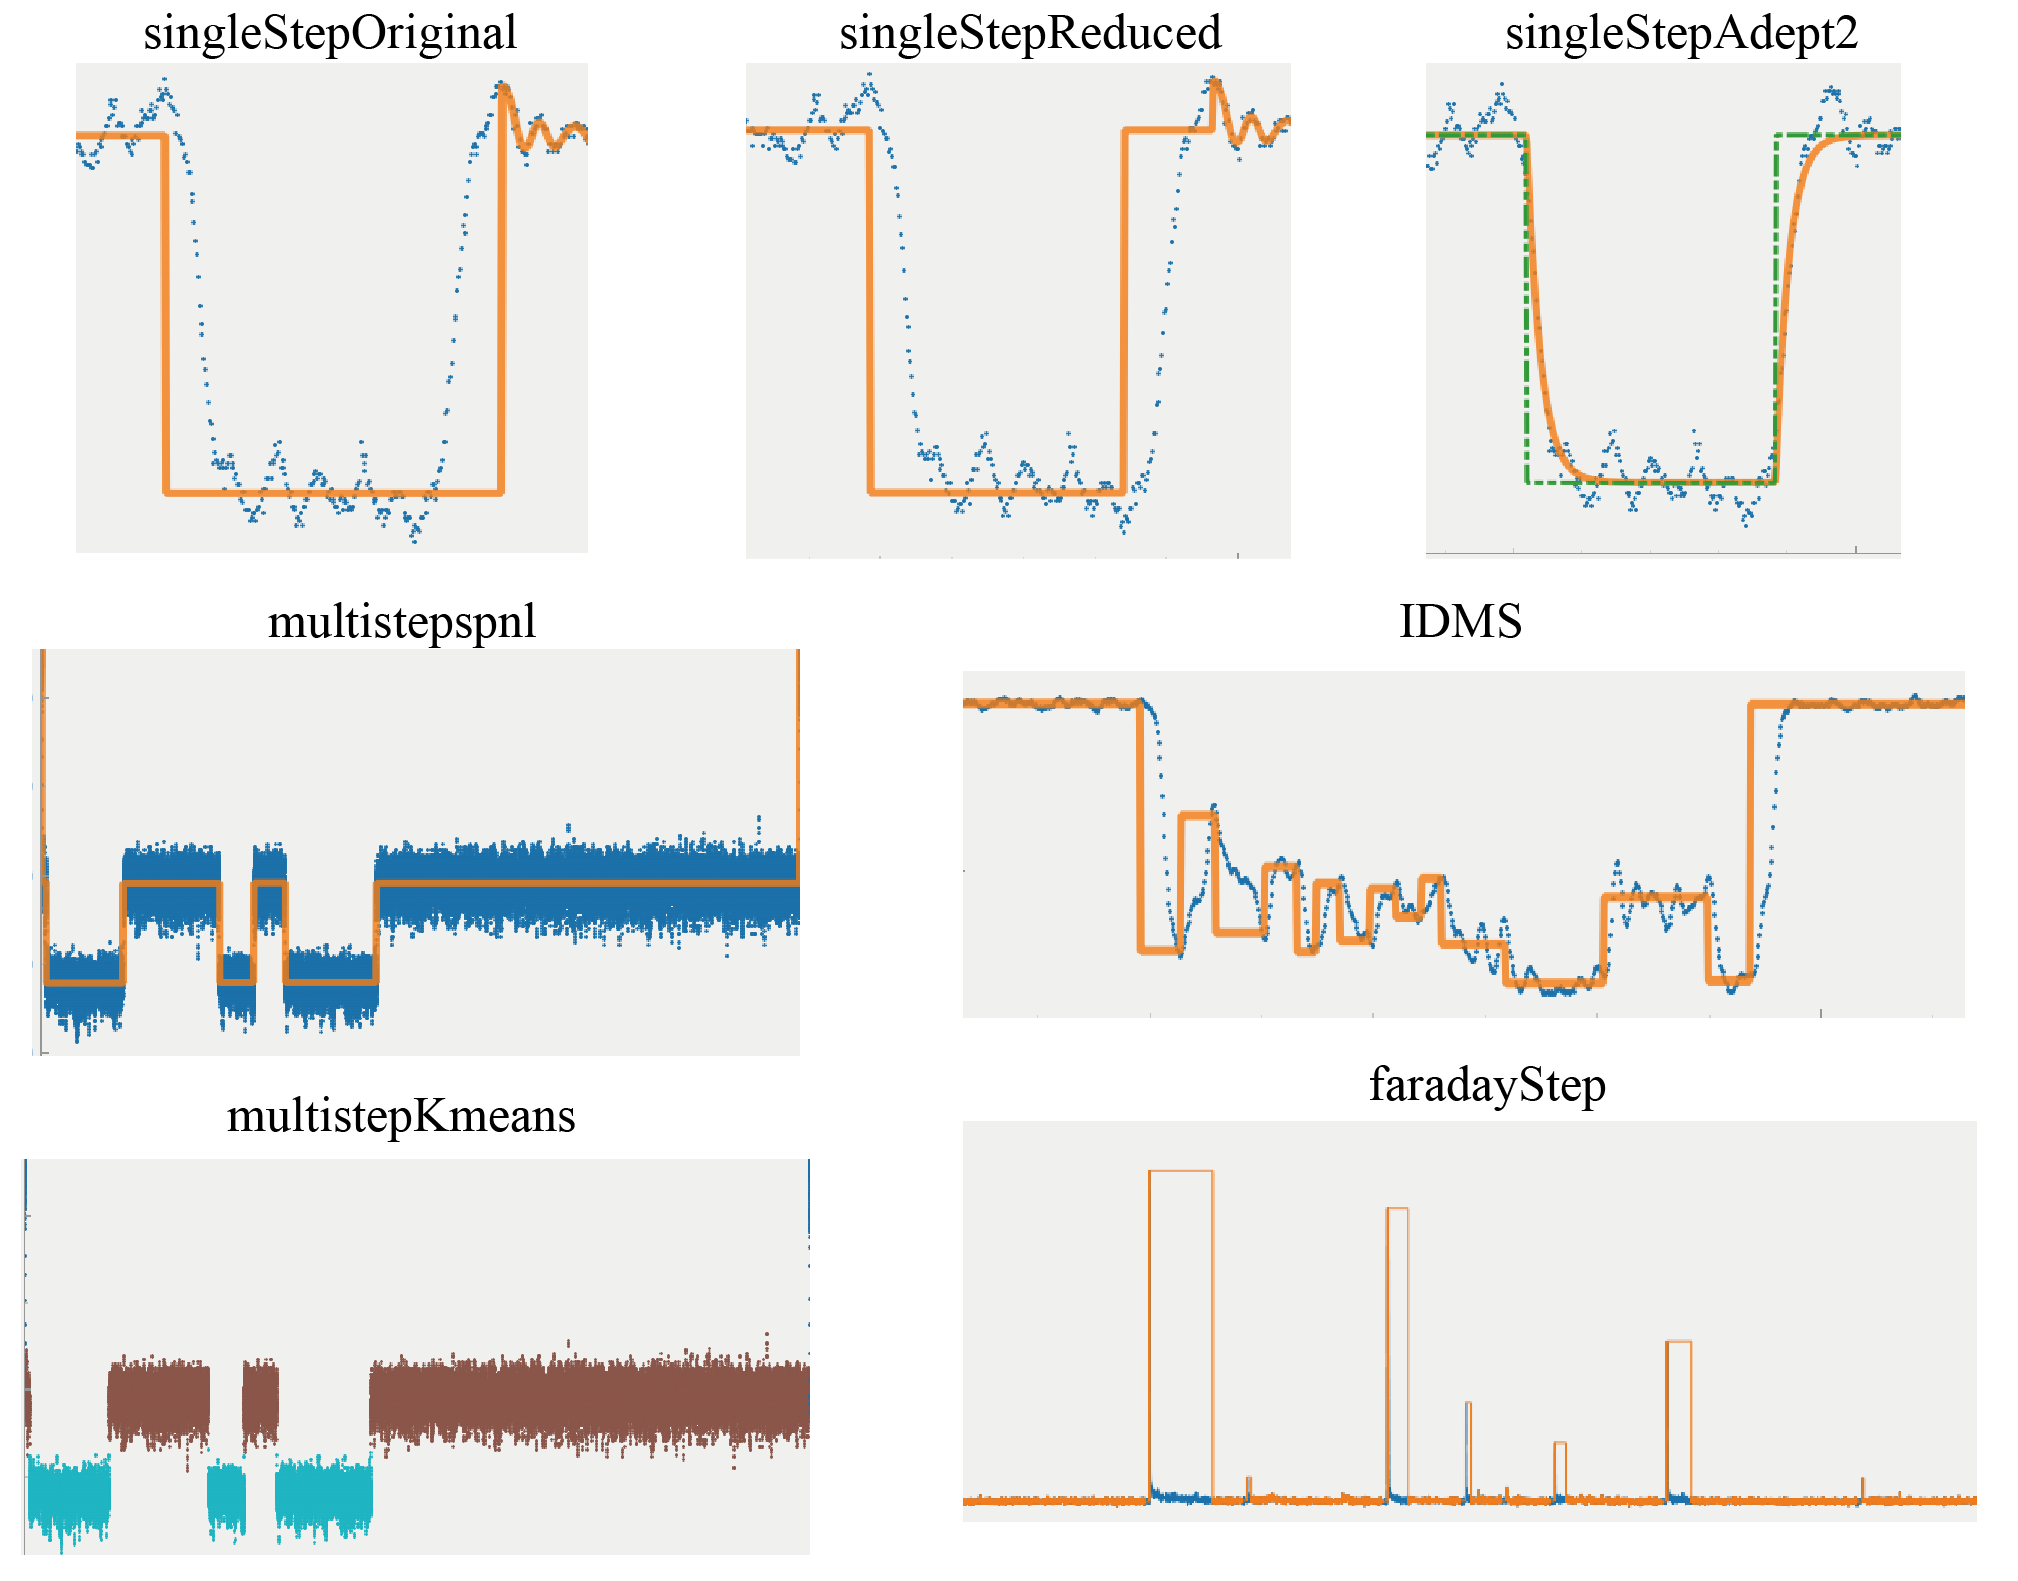 singleStepOriginal
singleStepReduced
singleStepAdept2
multistepspnl
IDMS
multistepKmeans
faradayStep